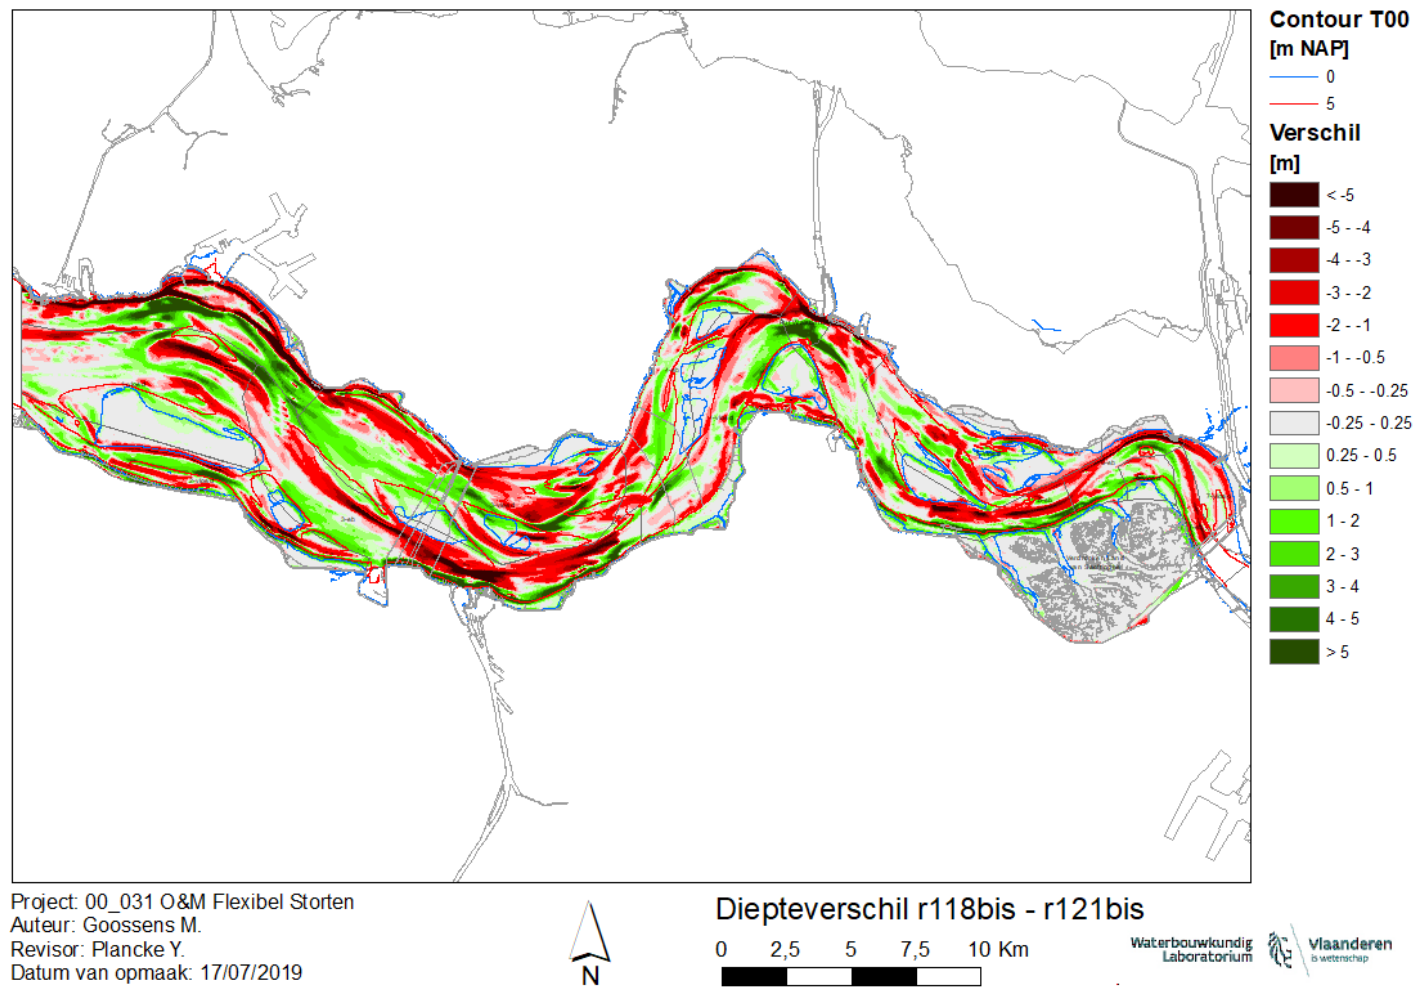 Contour T00
[m NAP]
0
5
Verschil
[m]
< -5
-5 - -4
-4 - -3
-3 - -2
-2 - -1
-1 - -0.5
-0.5 - -0.25
-0.25 - 0.25
0.25 - 0.5
0.5 - 1
1 - 2
2 - 3
3 - 4
4 - 5
> 5
Project: 00_031 O&M Flexibel Storten
Auteur: Goossens M.
Revisor: Plancke Y.
Datum van opmaak: 17/07/2019
N
Diepteverschil r118bis - r121bis
0 2,5 5 7,5 10 Km
Waterbouwkundig
Laboratorium
Vlaanderen
is wetenschap